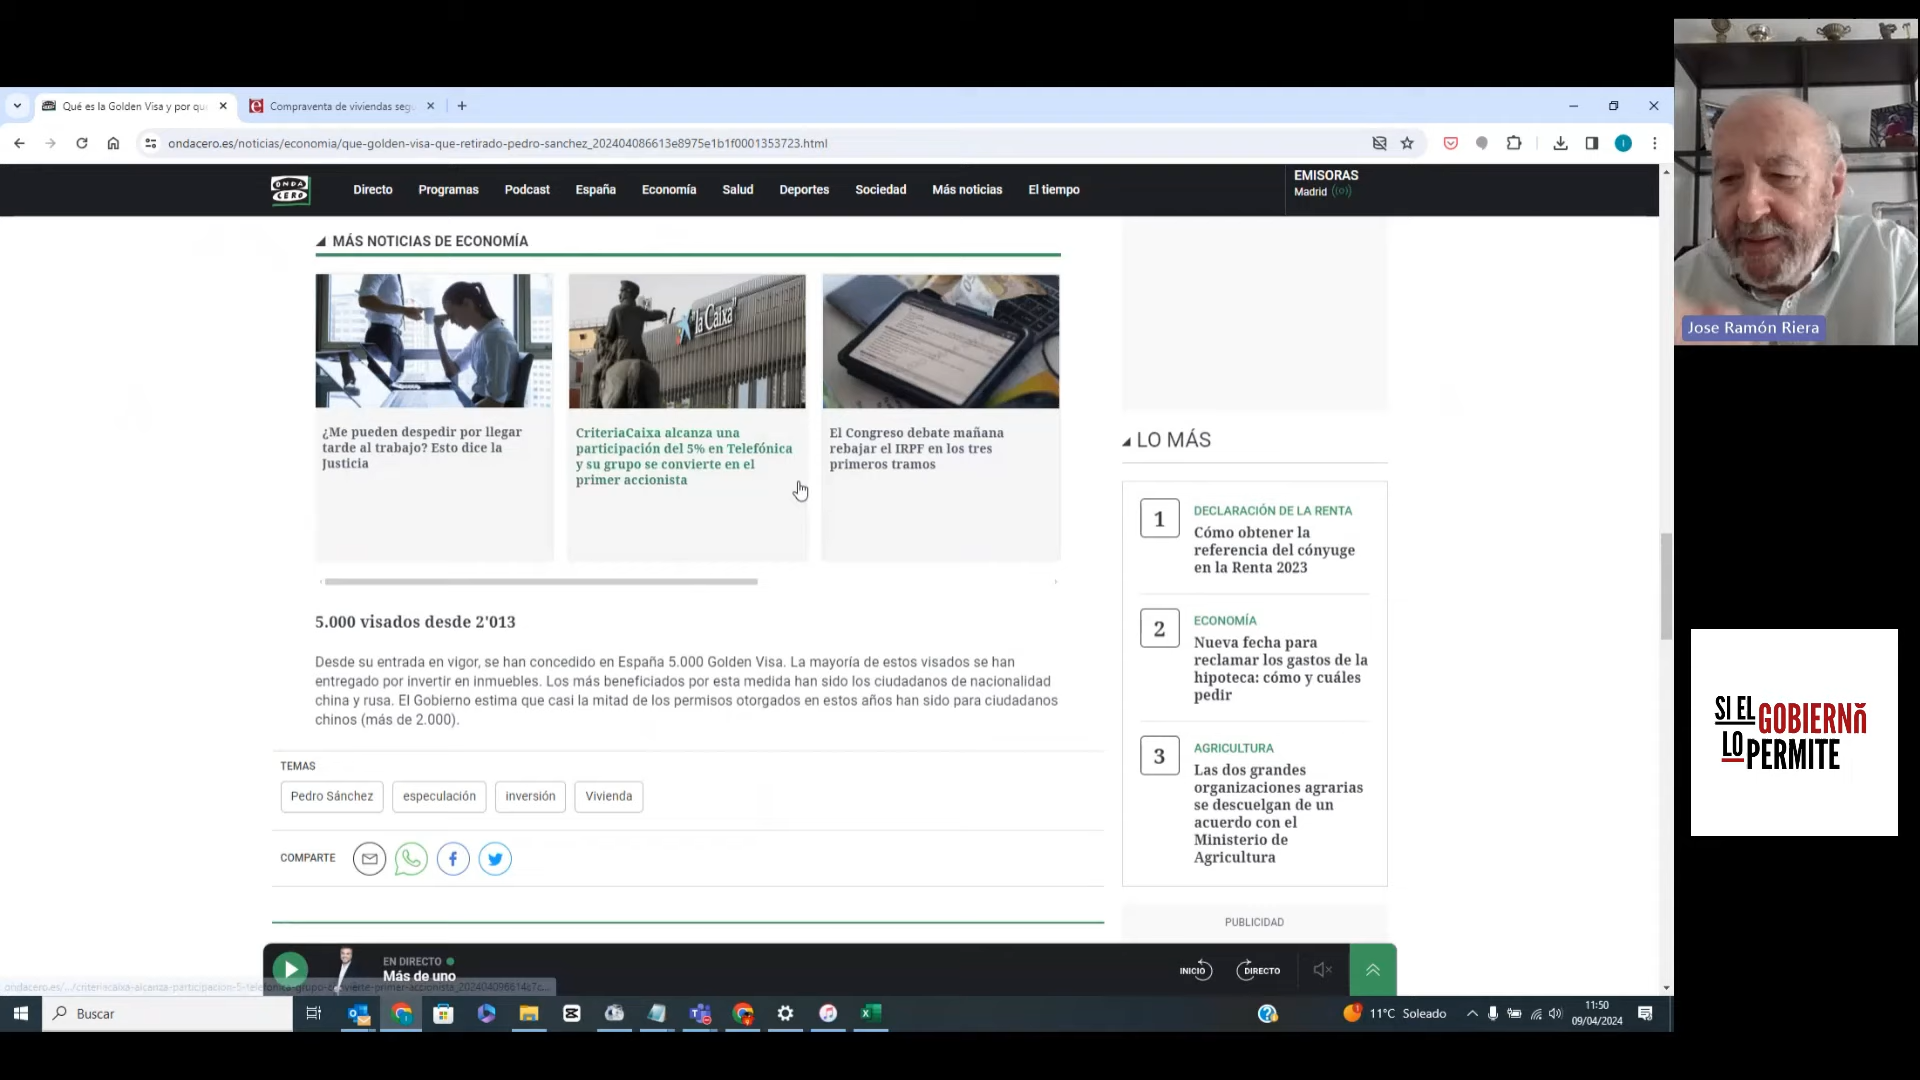 Qué es la Golden Visa y por qu
Compraventa de viviendas seg
ondacero.es/noticias/economia/que-golden-visa-que-retirado-pedro-sanchez_202404086613e8975e1b1f0001353723.html
ONDA
CERO
Directo
Programas
Podcast
España
Economía
Salud
Deportes
Sociedad
Más noticias
El tiempo
EMISORAS
Madrid
Jose Ramón Riera
MÁS NOTICIAS DE ECONOMÍA
"la Caixa"
¿Me pueden despedir por llegar
tarde al trabajo? Esto dice la
Justicia
CriteriaCaixa alcanza una
participación del 5% en Telefónica
y su grupo se convierte en el
primer accionista
El Congreso debate mañana
rebajar el IRPF en los tres
primeros tramos
LO MÁS
1
DECLARACIÓN DE LA RENTA
Cómo obtener la
referencia del cónyuge
en la Renta 2023
2
ECONOMÍA
Nueva fecha para
reclamar los gastos de la
hipoteca: cómo y cuáles
pedir
3
AGRICULTURA
Las dos grandes
organizaciones agrarias
se descuelgan de un
acuerdo con el
Ministerio de
Agricultura
PUBLICIDAD
5.000 visados desde 2'013
Desde su entrada en vigor, se han concedido en España 5.000 Golden Visa. La mayoría de estos visados se han
entregado por invertir en inmuebles. Los más beneficiados por esta medida han sido los ciudadanos de nacionalidad
china y rusa. El Gobierno estima que casi la mitad de los permisos otorgados en estos años han sido para ciudadanos
chinos (más de 2.000).
TEMAS
Pedro Sánchez
especulación
inversión
Vivienda
COMPARTE
SI EL GOBIERNO
LO PERMITE
EN DIRECTO
Más de uno
INICIO
DIRECTO
Buscar
11°C Soleado
11:50
09/04/2024